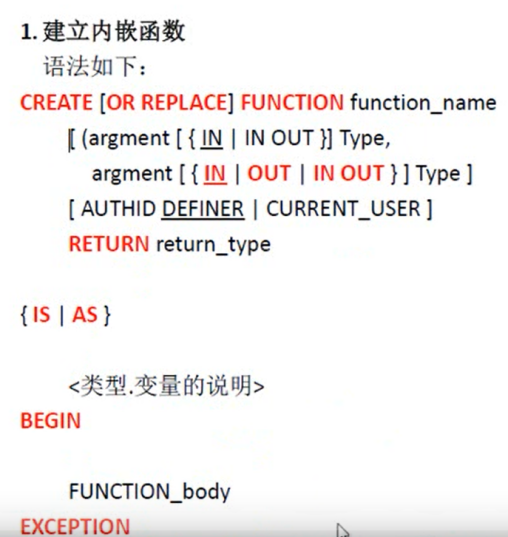 1. 建立内嵌函数
语法如下：
CREATE [OR REPLACE] FUNCTION function_name
[ (argment [ { IN | IN OUT }] Type,
argment [ { IN | OUT | IN OUT } ] Type ]
[ AUTHID DEFINER | CURRENT_USER ]
RETURN return_type
{ IS | AS }
<类型.变量的说明>
BEGIN
FUNCTION_body
EXCEPTION